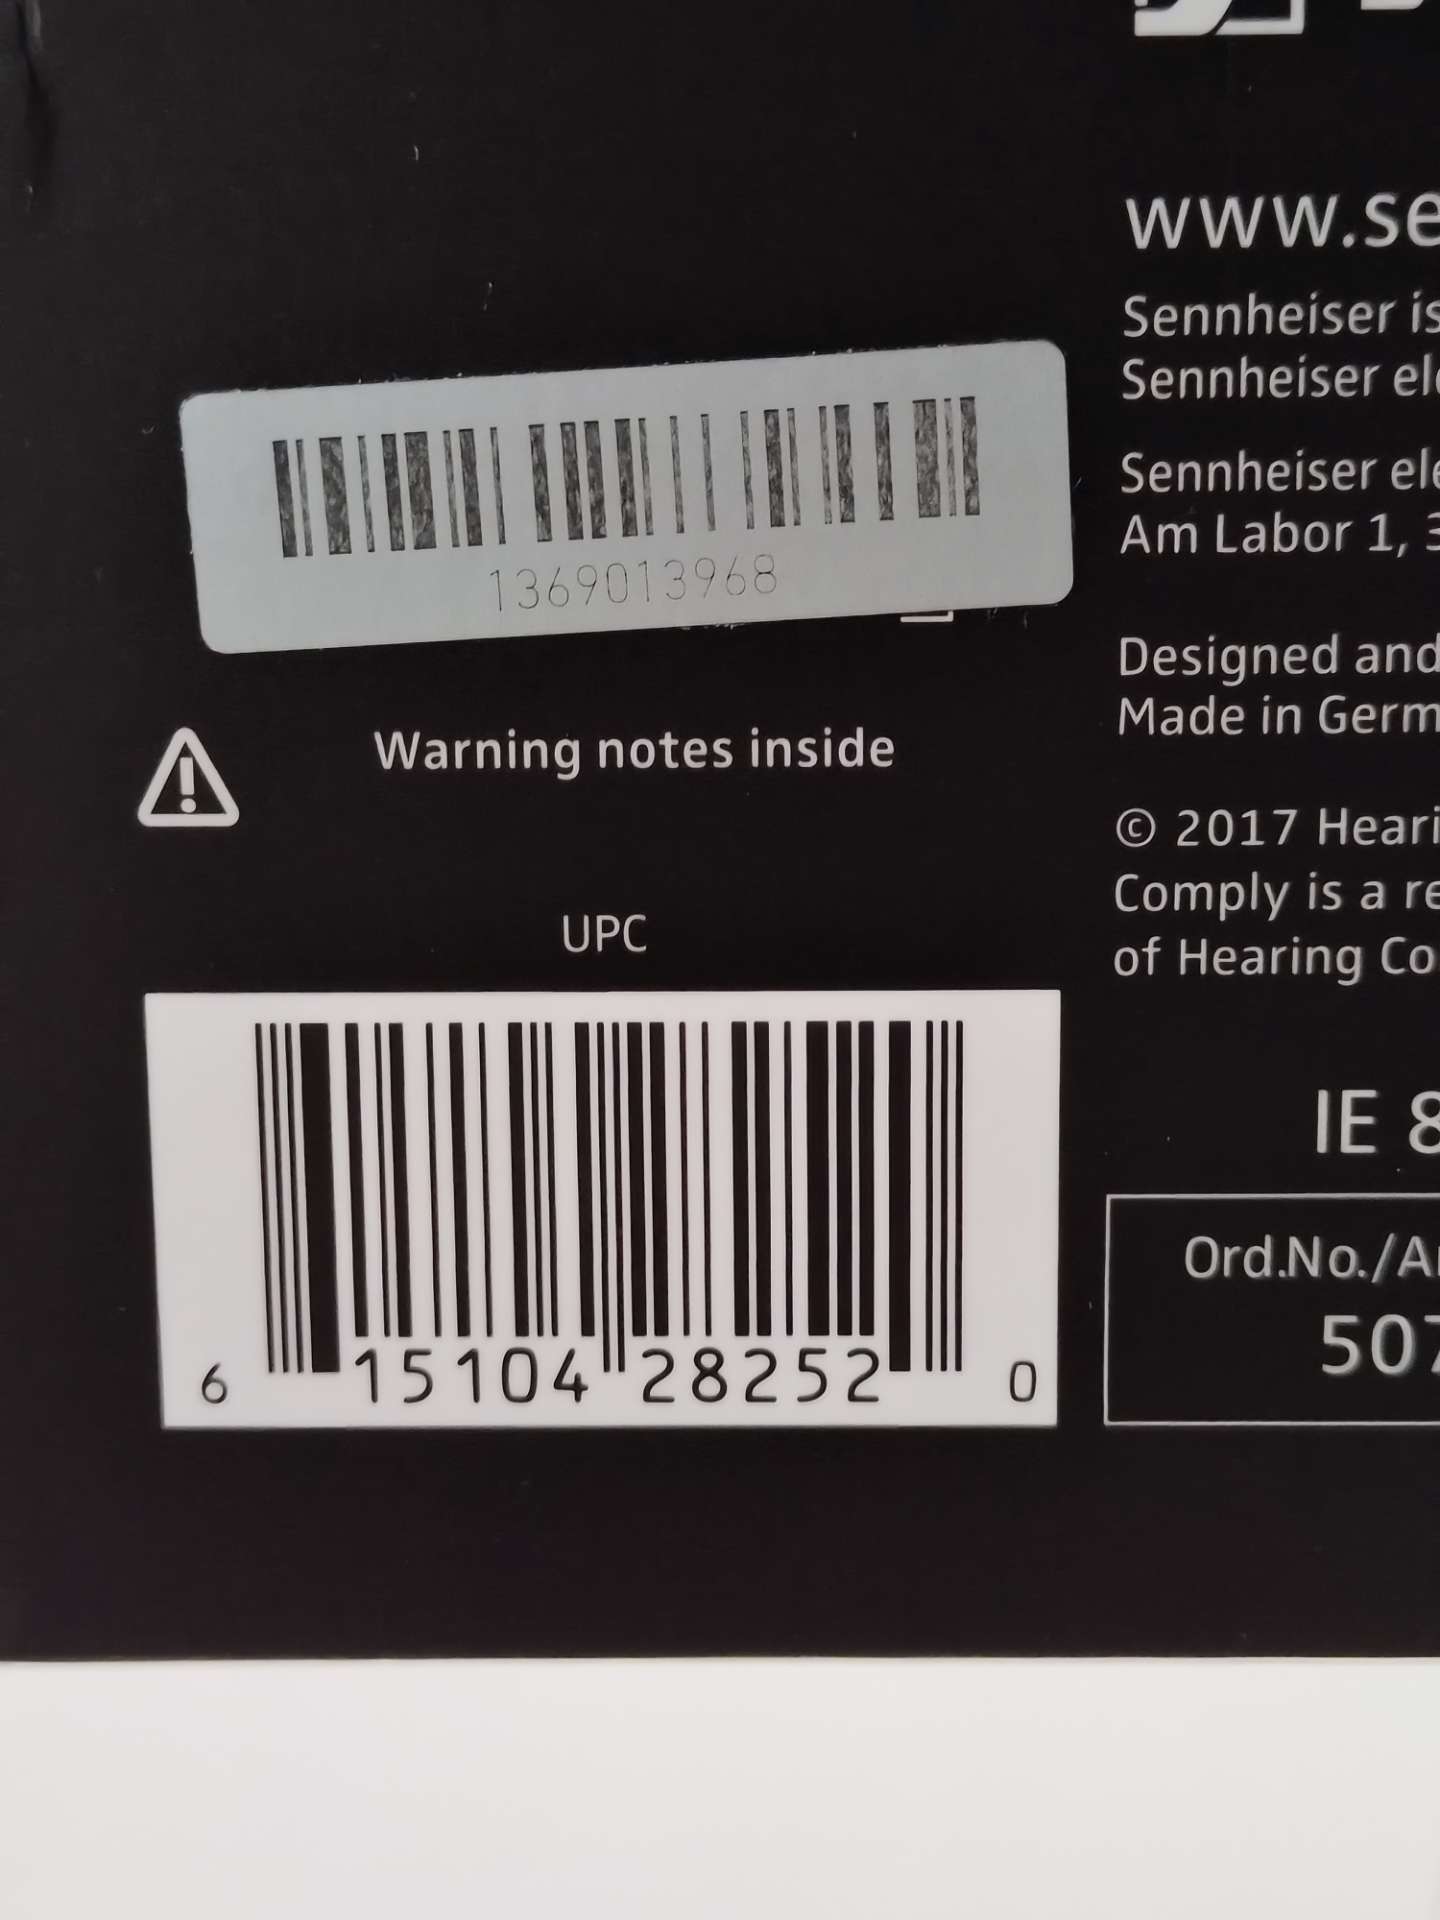 www.se
Sennheiser is
Sennheiser ele
Sennheiser ele
Am Labor 1, 3
1369013968
Designed and
Made in Germ
Warning notes inside
© 2017 Heari
Comply is a re
of Hearing Co
UPC
IE 8
Ord.No./Ar
507
6 15104 28252 0